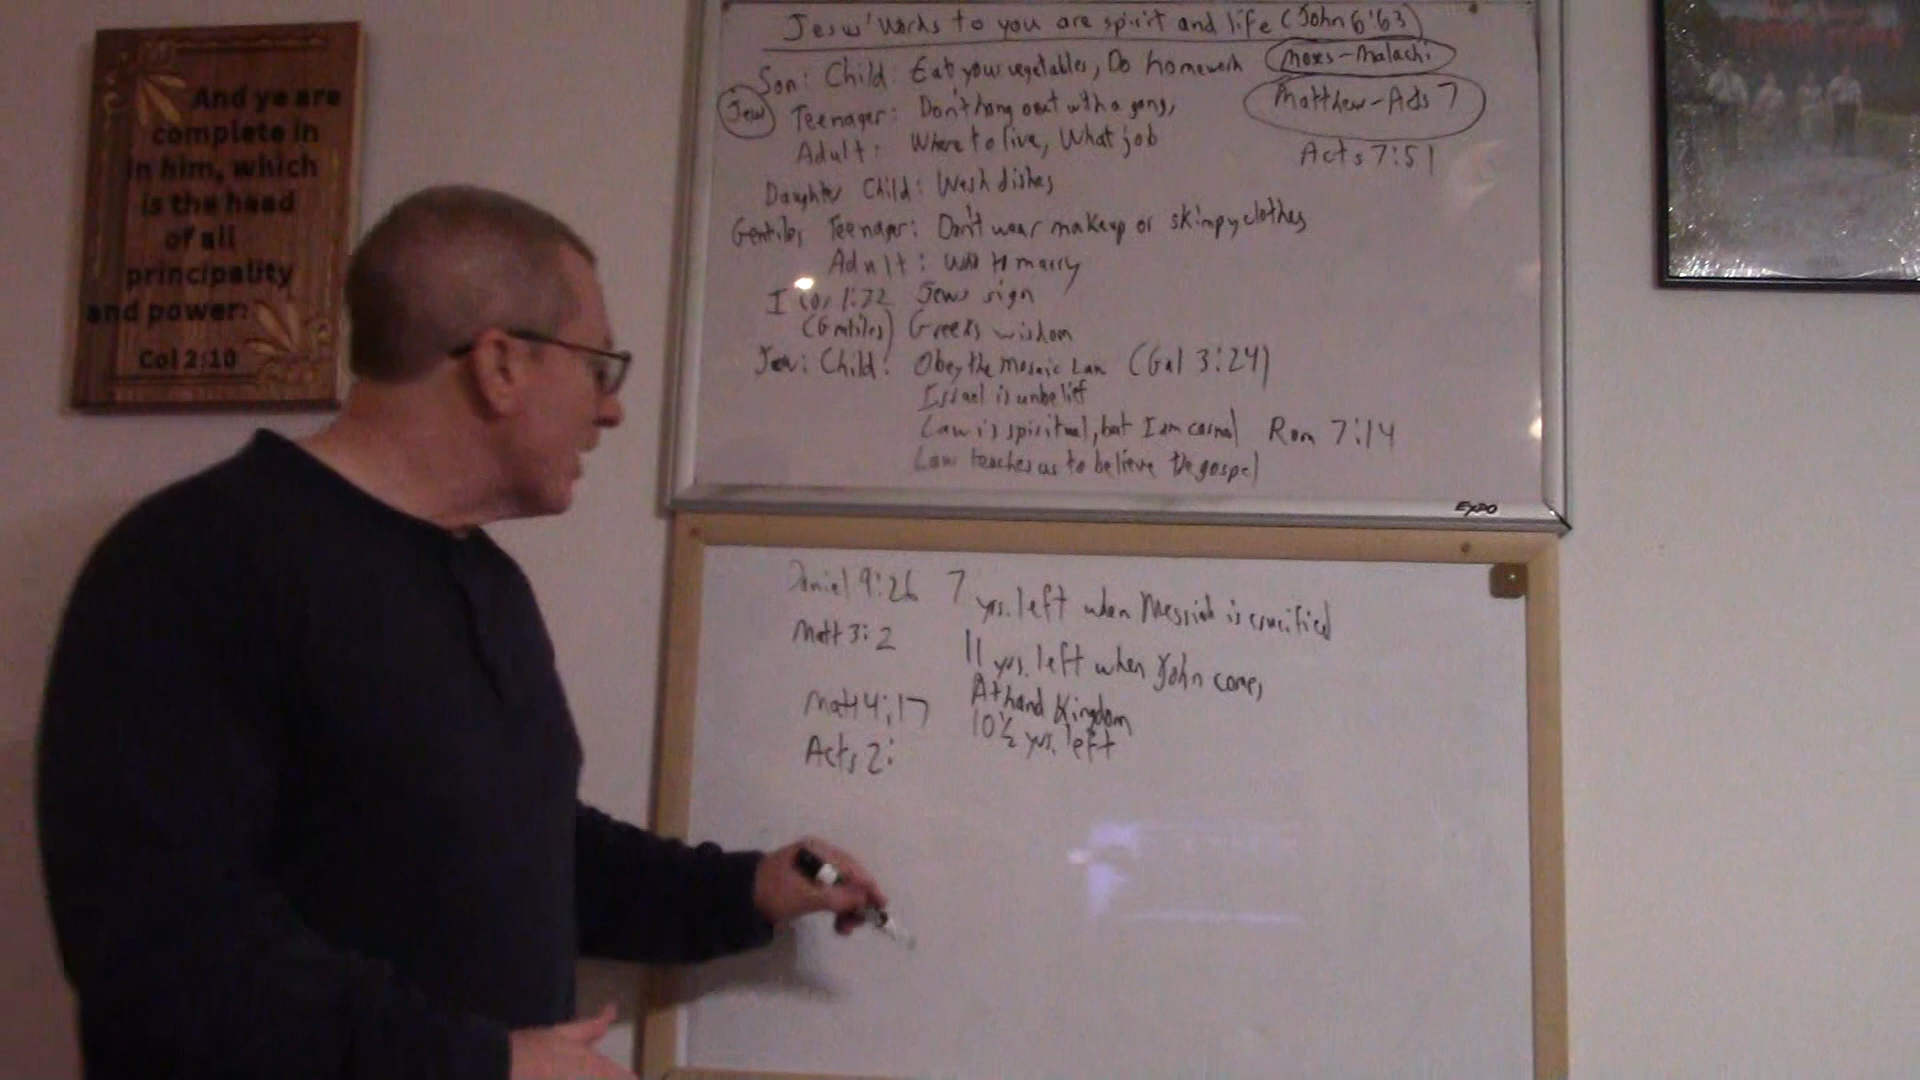 And ye are
complete in
in him, which
is the head
of all
principality
and power:
Col 2:10
Jesus' Words to you are spirit and life (John 6:63)
Son: Child: Eat your vegetables, Do homework
Moses-Malachi
Jew
Teenager: Don't hang out with a gang,
Matthew-Acts 7
Adult: Where to live, What job
Acts 7:51
Daughter Child: Wash dishes
Gentiles Teenager: Don't wear makeup or skimpy clothes
Adult: Who to marry
I Cor 1:22 Jews sign
(Gentiles) Greeks wisdom
Jew: Child: Obey the Mosaic Law (Gal 3:24)
Israel is unbelief
Law is spiritual, but I am carnal Rom 7:14
Law teaches us to believe the gospel
EXPO
Daniel 9:26 7 yrs. left when Messiah is crucified
Matt 3:2 11 yrs. left when John comes
At hand Kingdom
Matt 4:17 10½ yrs. left
Acts 2: